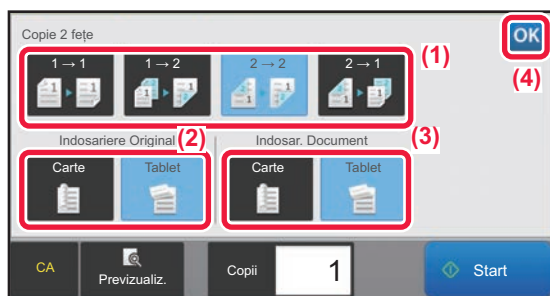 Copie 2 fețe
OK
1 → 1
1 → 2
2 → 2
2 → 1
(1)
(4)
Indosariere Original
(2)
Indosar. Document
(3)
Carte
Tablet
Carte
Tablet
CA
Previzualiz.
Copii
1
Start